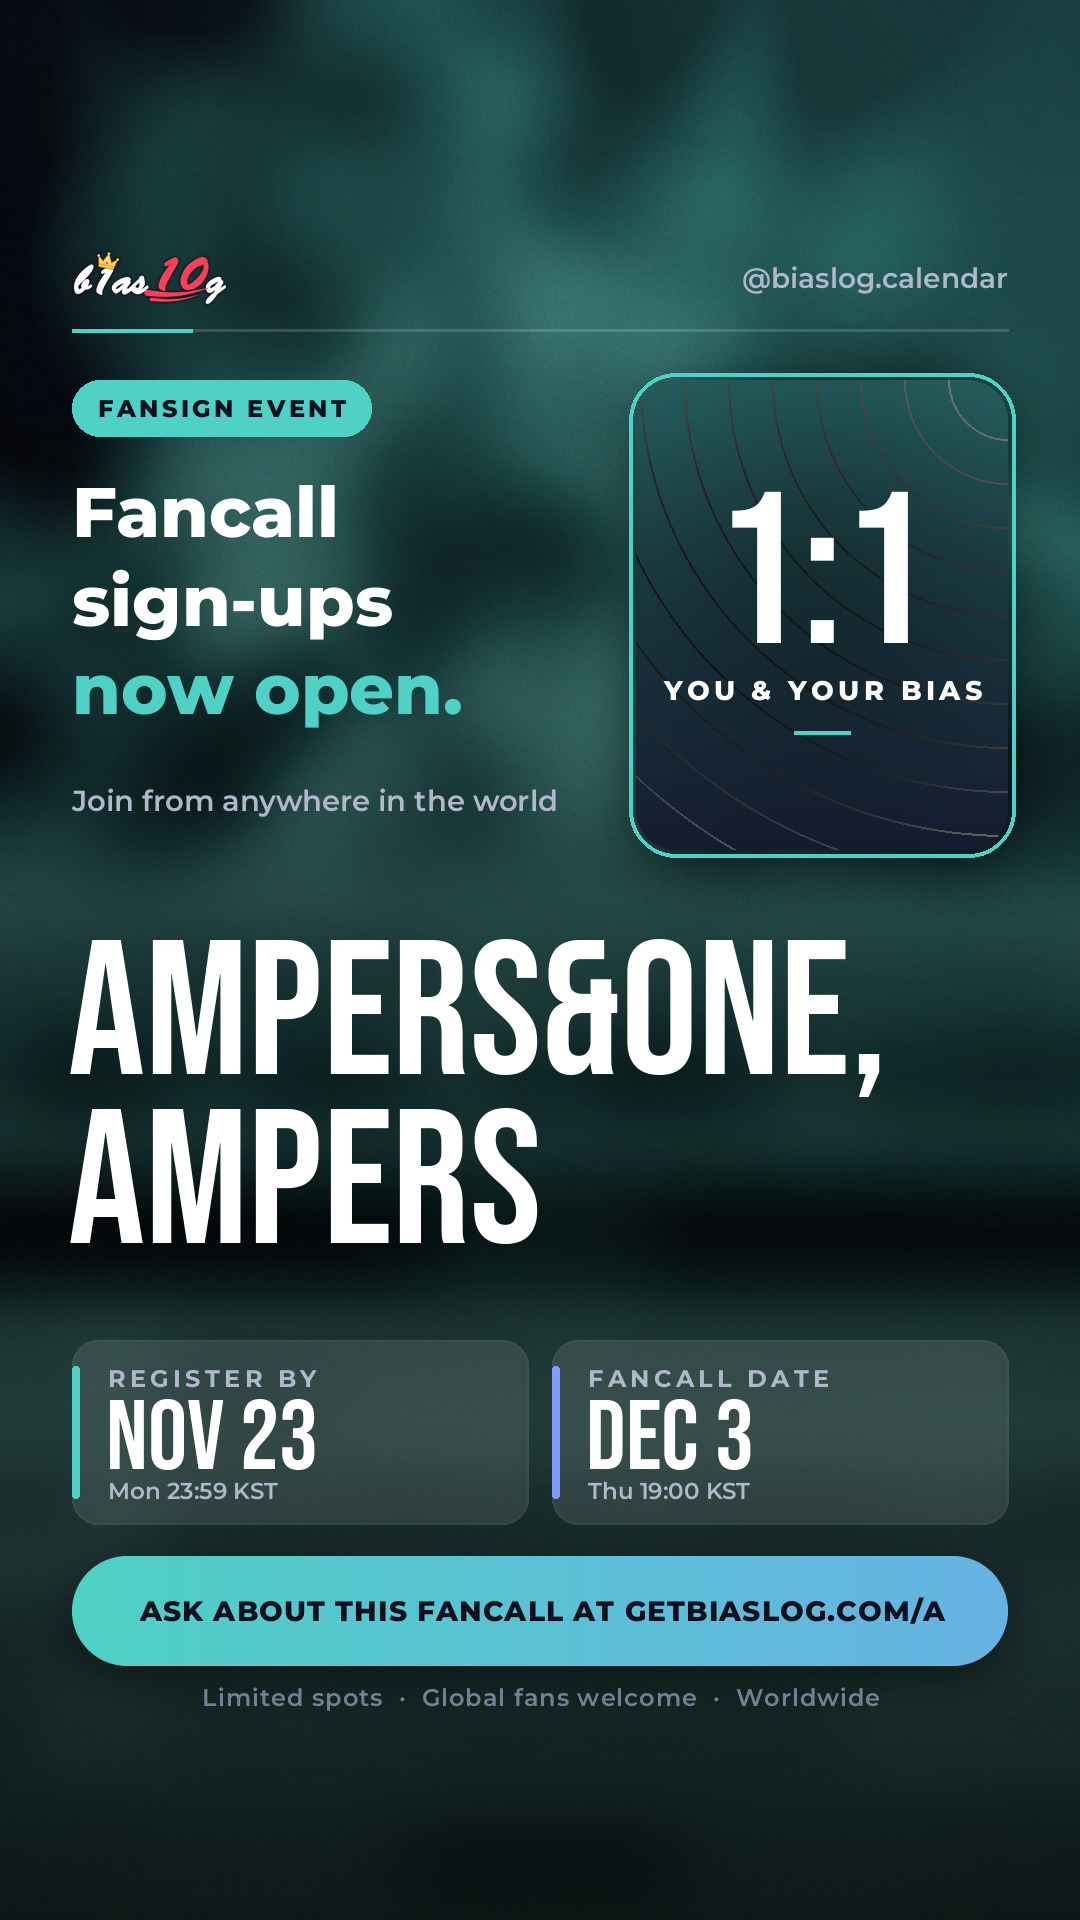 b1as10g
@biaslog.calendar
FANSIGN EVENT
Fancall
sign-ups
now open.
Join from anywhere in the world
1:1
YOU & YOUR BIAS
AMPERS&ONE,
AMPERS
REGISTER BY
NOV 23
Mon 23:59 KST
FANCALL DATE
DEC 3
Thu 19:00 KST
ASK ABOUT THIS FANCALL AT GETBIASLOG.COM/A
Limited spots · Global fans welcome · Worldwide